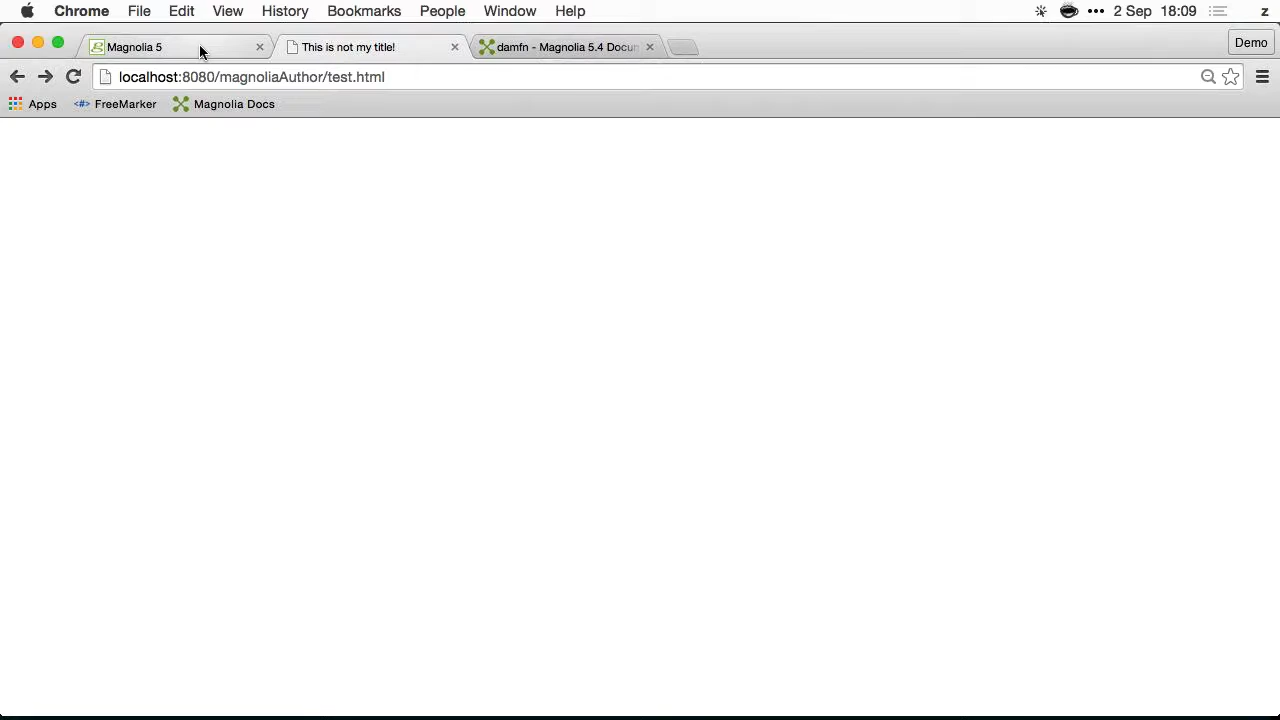 Chrome File Edit View History Bookmarks People Window Help 2 Sep 18:09 z
Magnolia 5 This is not my title! damfn - Magnolia 5.4 Docum Demo
localhost:8080/magnoliaAuthor/test.html
Apps <#> FreeMarker Magnolia Docs